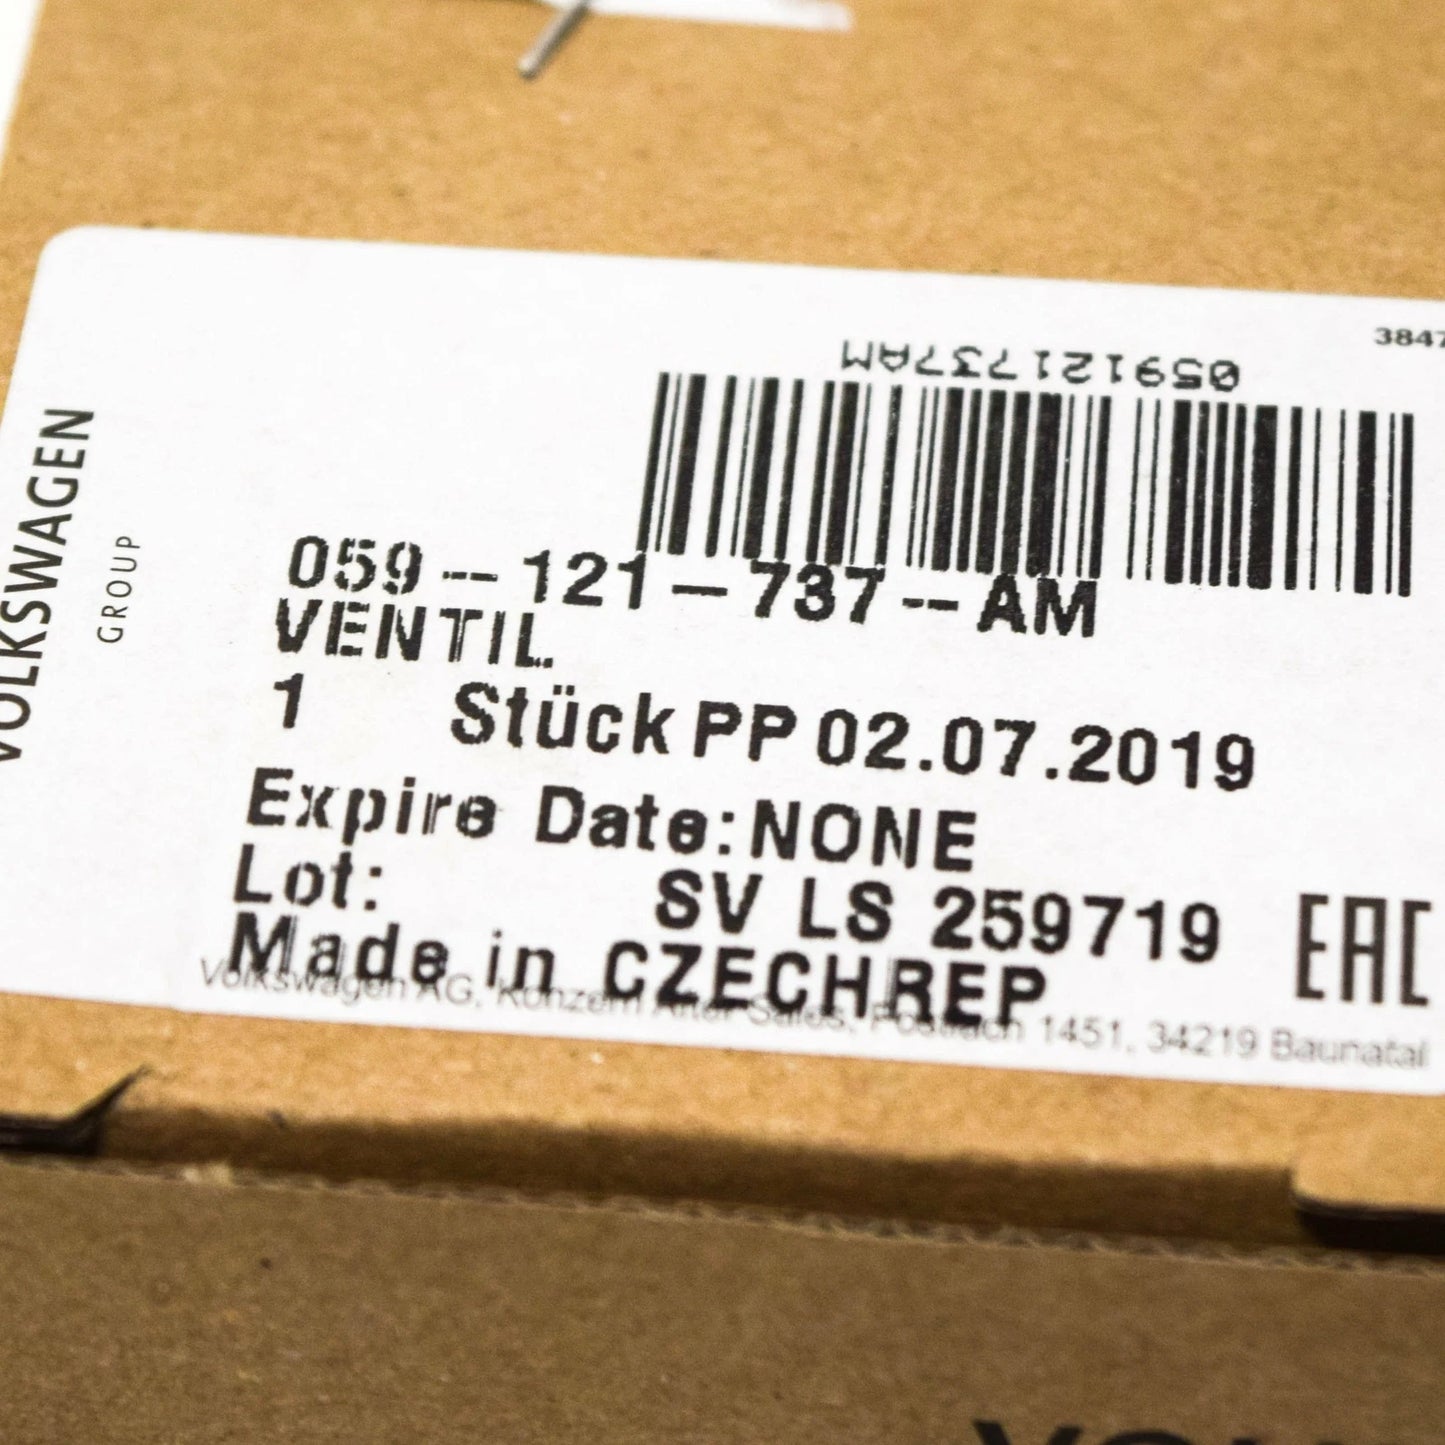 3847
059121737AM
VOLKSWAGEN
GROUP
059--121-737--AM
VENTIL.
1 Stück PP 02.07.2019
Expire Date:NONE
Lot: SV LS 259719
EAC
Made in CZECHREP
Volkswagen AG, Konzern After Sales, Postfach 1451, 34219 Baunatal